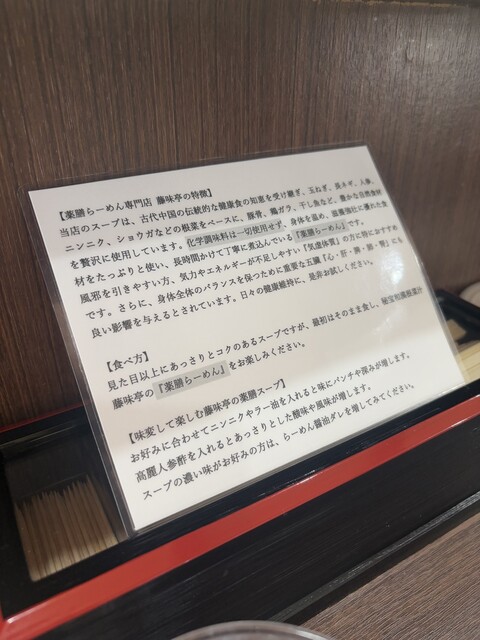 【薬膳らーめん専門店 藤味亭の特徴】
当店のスープは、古代中国の伝統的な健康食の知恵を受け継ぎ、玉ねぎ、長ネギ、人参、
ニンニク、ショウガなどの根菜をベースに、豚骨、鶏ガラ、干し魚など、豊かな自然食材
を贅沢に使用しています。化学調味料は一切使用せず、身体を温め、滋養強壮に優れた食
材をたっぷりと使い、長時間かけて丁寧に煮込んでいる『薬膳らーめん』です。
風邪を引きやすい方、気力やエネルギーが不足しやすい『気虚体質』の方に特におすすめ
です。さらに、身体全体のバランスを保つために重要な五臓『心・肝・脾・肺・腎』にも
良い影響を与えるとされています。日々の健康維持に、是非お試しください。
【食べ方】
見た目以上にあっさりとコクのあるスープですが、最初はそのまま食し、秘宝和漢根菜汁
藤味亭の『薬膳らーめん』をお楽しみください。
【味変して楽しむ藤味亭の薬膳スープ】
お好みに合わせてニンニクやラー油を入れると味にパンチや深みが増します。
高麗人参酢を入れるとあっさりとした酸味や風味が増します。
スープの濃い味がお好みの方は、らーめん醤油ダレを増してみてください。